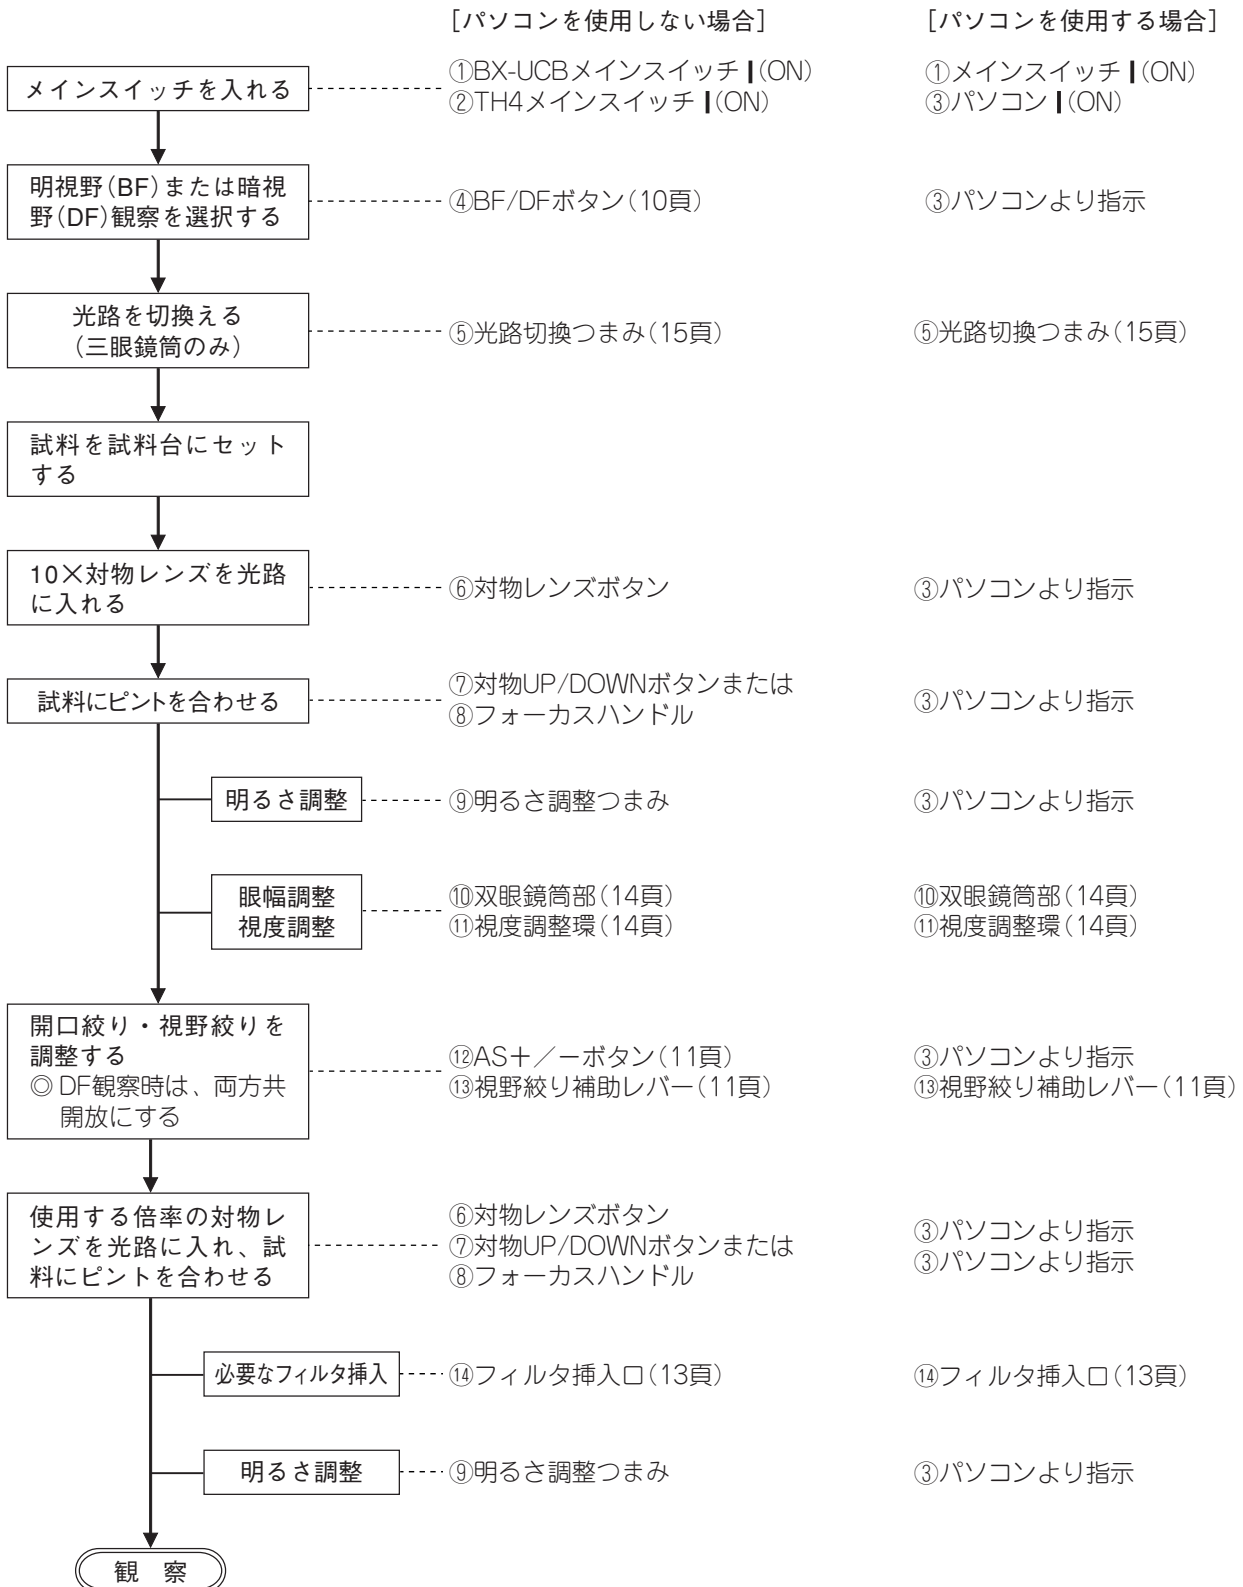 [パソコンを使用しない場合] [パソコンを使用する場合]
メインスイッチを入れる
①BX-UCBメインスイッチ❙(ON)
②TH4メインスイッチ❙(ON)
①メインスイッチ❙(ON)
③パソコン❙(ON)
明視野(BF)または暗視
野(DF)観察を選択する
④BF/DFボタン(10頁)
③パソコンより指示
光路を切換える
(三眼鏡筒のみ)
⑤光路切換つまみ(15頁)
⑤光路切換つまみ(15頁)
試料を試料台にセット
する
10×対物レンズを光路
に入れる
⑥対物レンズボタン
③パソコンより指示
試料にピントを合わせる
⑦対物UP/DOWNボタンまたは
⑧フォーカスハンドル
③パソコンより指示
明るさ調整
⑨明るさ調整つまみ
③パソコンより指示
眼幅調整
視度調整
⑩双眼鏡筒部(14頁)
⑪視度調整環(14頁)
⑩双眼鏡筒部(14頁)
⑪視度調整環(14頁)
開口絞り・視野絞りを
調整する
◎DF観察時は、両方共
開放にする
⑫AS+/−ボタン(11頁)
⑬視野絞り補助レバー(11頁)
③パソコンより指示
⑬視野絞り補助レバー(11頁)
使用する倍率の対物レ
ンズを光路に入れ、試
料にピントを合わせる
⑥対物レンズボタン
⑦対物UP/DOWNボタンまたは
⑧フォーカスハンドル
③パソコンより指示
③パソコンより指示
必要なフィルタ挿入
⑭フィルタ挿入口(13頁)
⑭フィルタ挿入口(13頁)
明るさ調整
⑨明るさ調整つまみ
③パソコンより指示
観 察